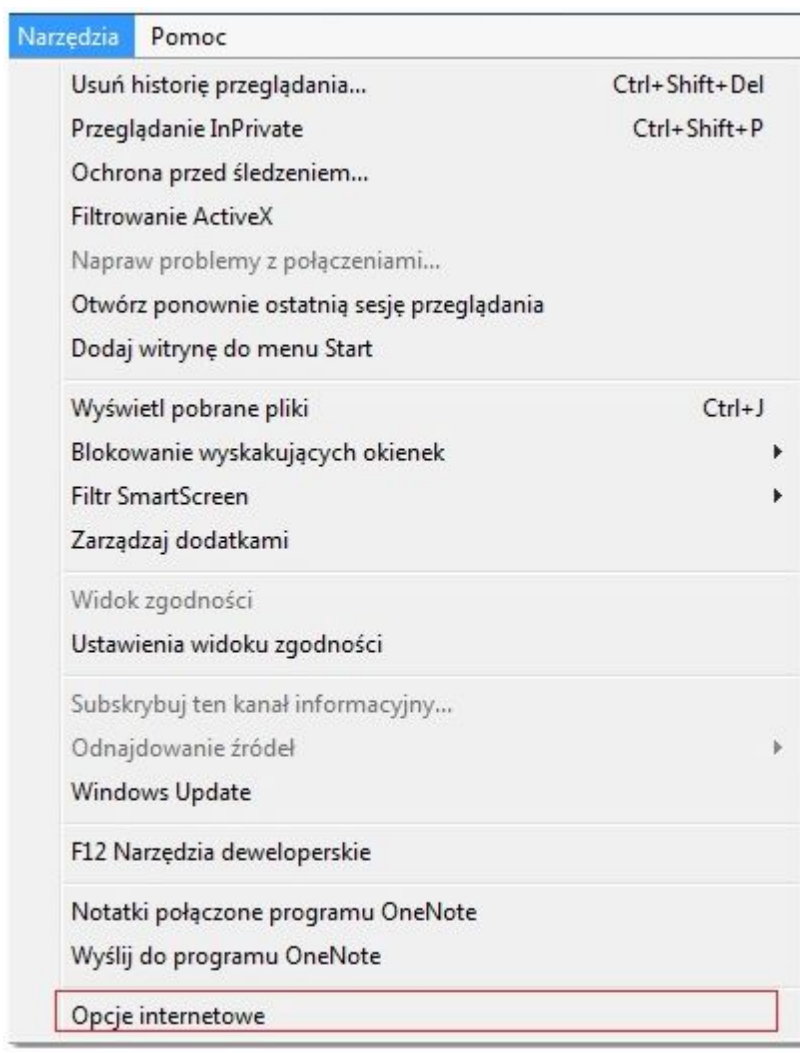 Narzędzia Pomoc
Usuń historię przeglądania... Ctrl+Shift+Del
Przeglądanie InPrivate Ctrl+Shift+P
Ochrona przed śledzeniem...
Filtrowanie ActiveX
Napraw problemy z połączeniami...
Otwórz ponownie ostatnią sesję przeglądania
Dodaj witrynę do menu Start
Wyświetl pobrane pliki Ctrl+J
Blokowanie wyskakujących okienek
Filtr SmartScreen
Zarządzaj dodatkami
Widok zgodności
Ustawienia widoku zgodności
Subskrybuj ten kanał informacyjny...
Odnajdowanie źródeł
Windows Update
F12 Narzędzia deweloperskie
Notatki połączone programu OneNote
Wyślij do programu OneNote
Opcje internetowe